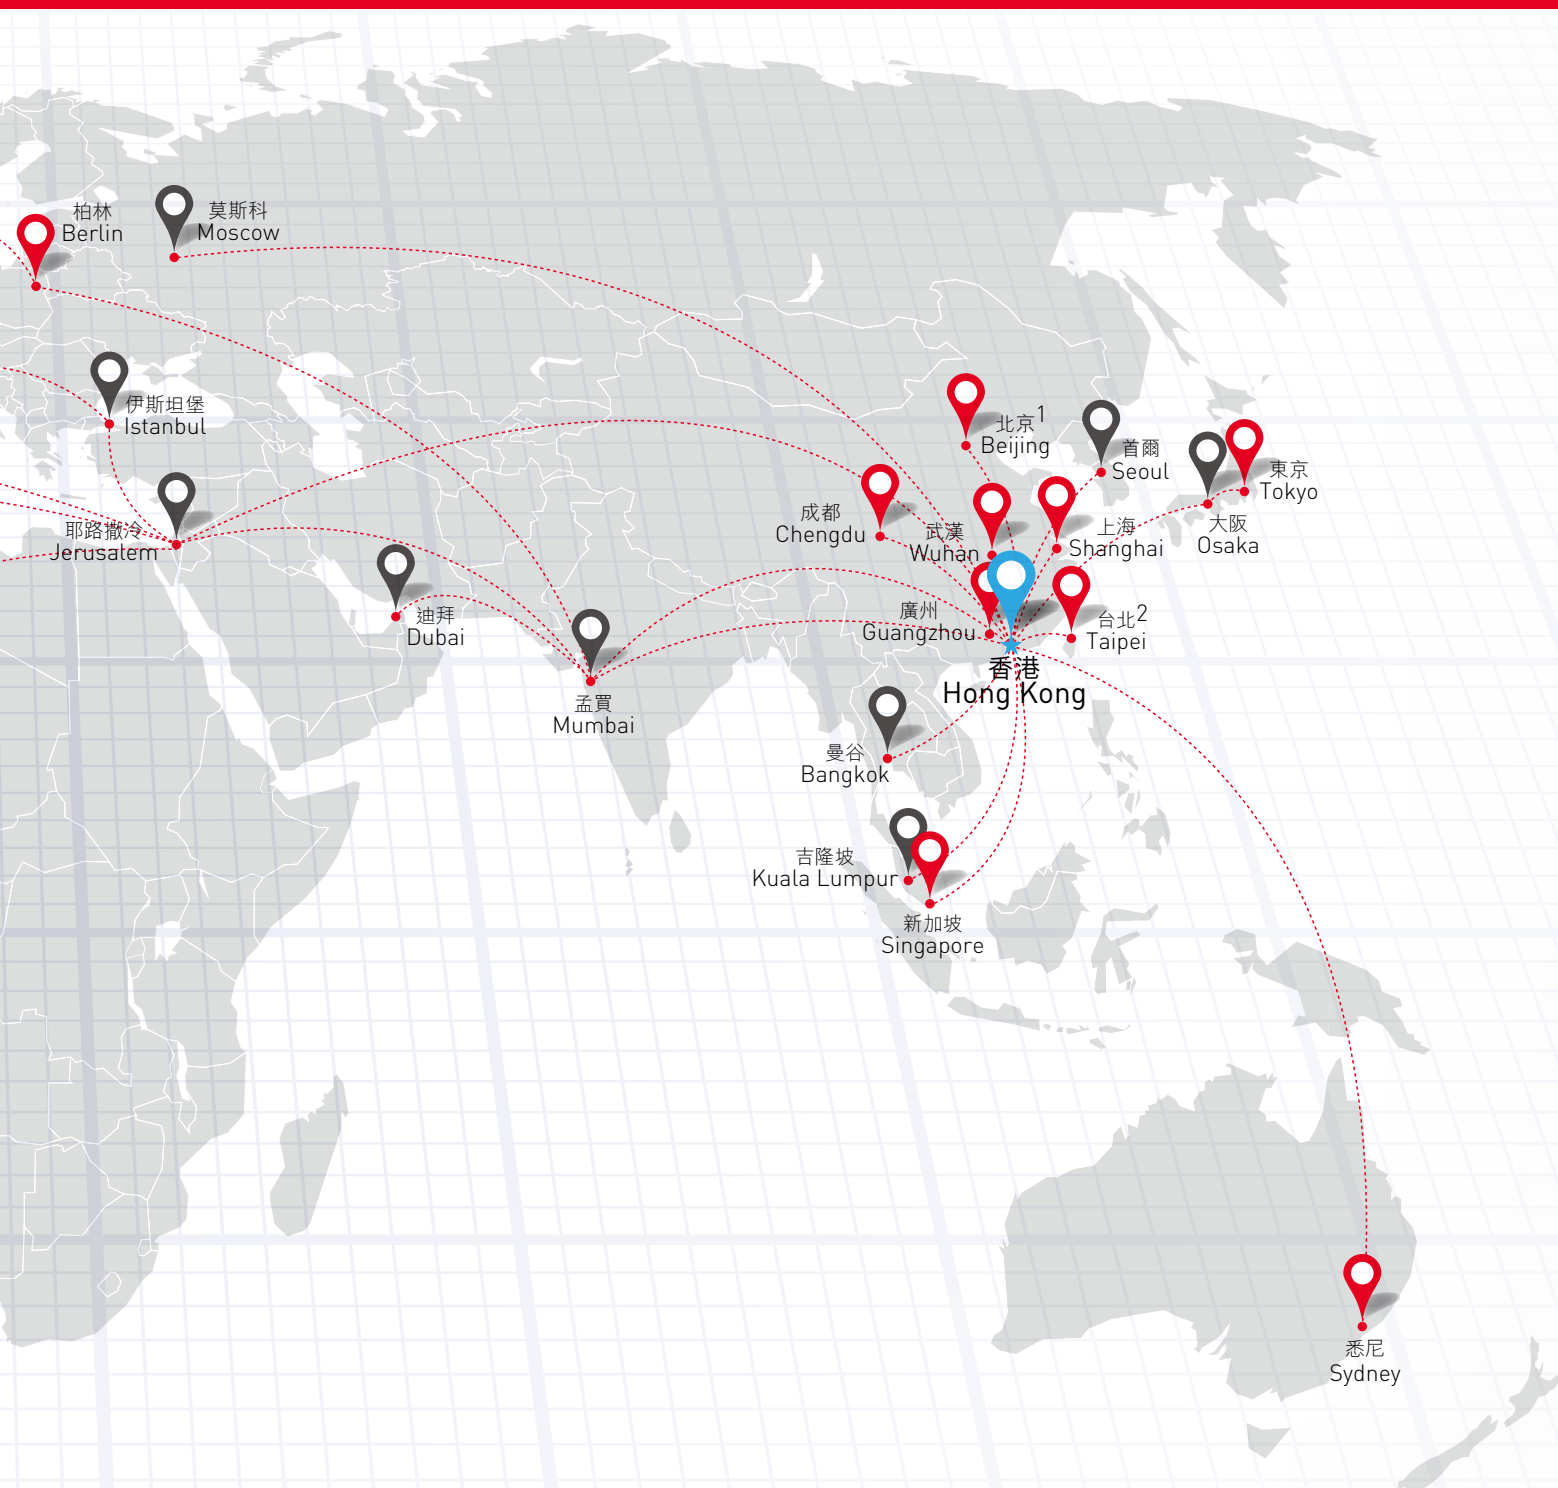 柏林
Berlin
莫斯科
Moscow
伊斯坦堡
Istanbul
北京1
Beijing
首爾
Seoul
東京
Tokyo
大阪
Osaka
成都
Chengdu
武漢
Wuhan
上海
Shanghai
耶路撒冷
Jerusalem
迪拜
Dubai
廣州
Guangzhou
台北2
Taipei
香港
Hong Kong
孟買
Mumbai
曼谷
Bangkok
吉隆坡
Kuala Lumpur
新加坡
Singapore
悉尼
Sydney